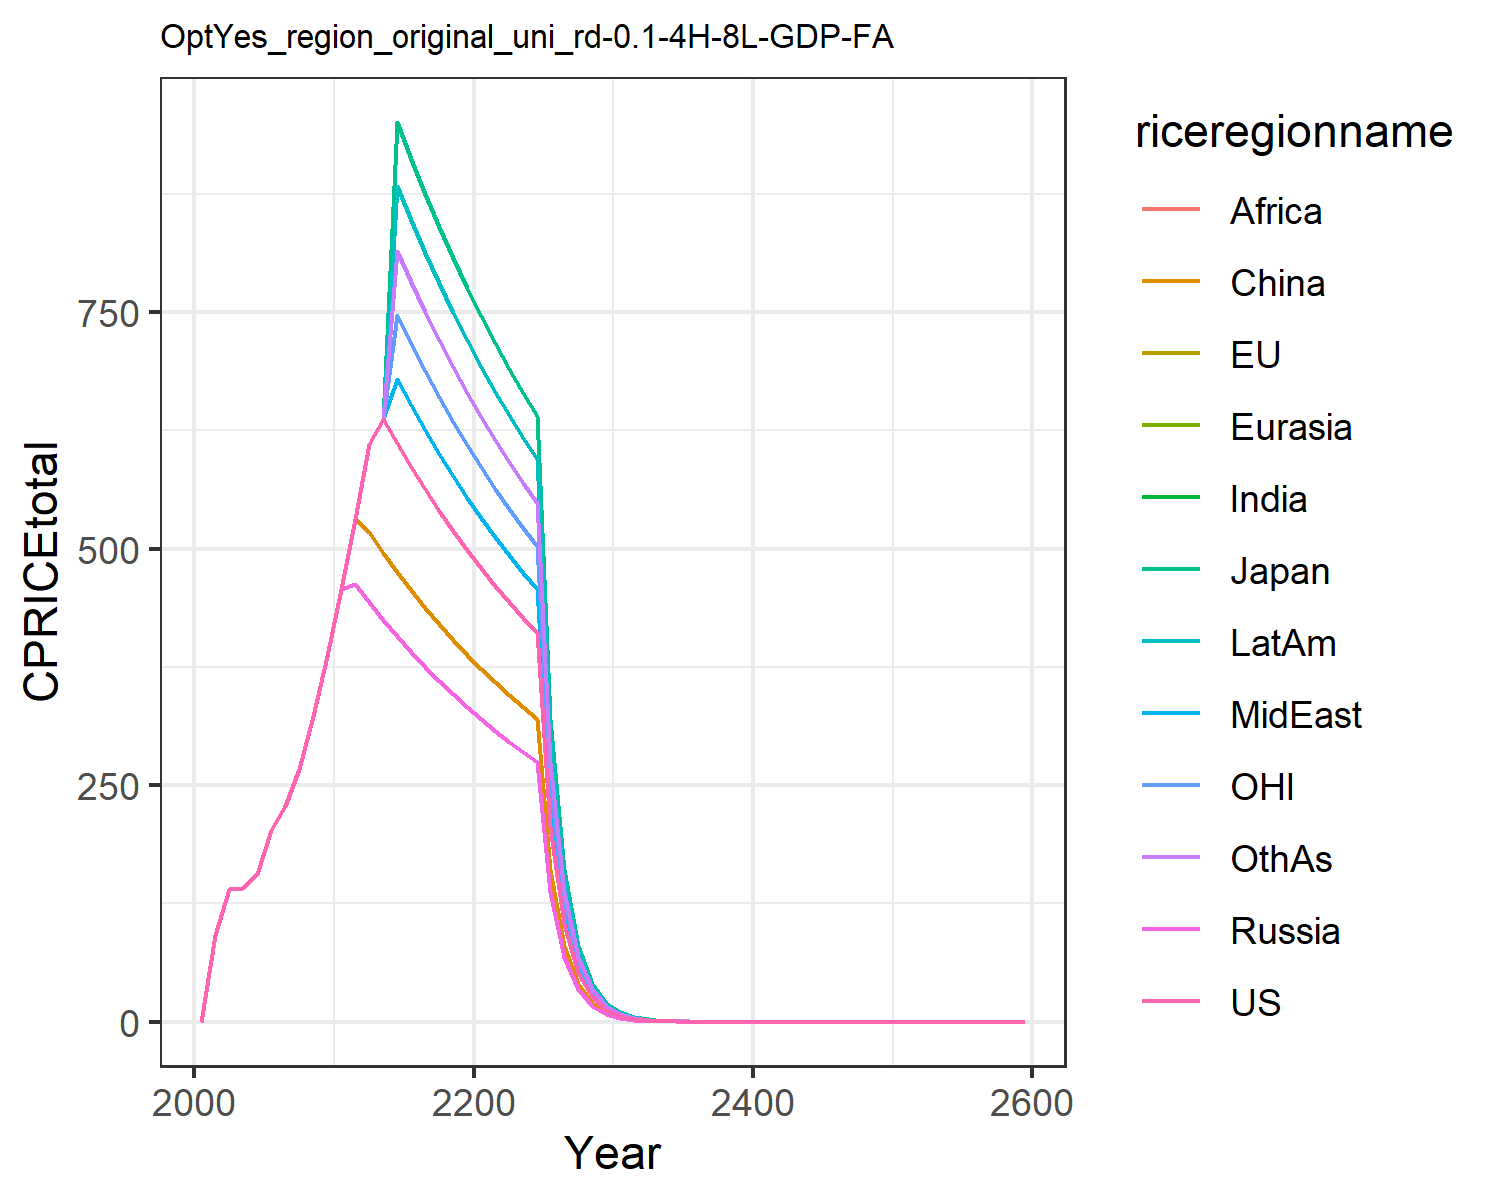 OptYes_region_original_uni_rd-0.1-4H-8L-GDP-FA
CPRICEtotal
750
500
250
0
2000 2200 2400 2600
Year
riceregionname
Africa
China
EU
Eurasia
India
Japan
LatAm
MidEast
OHI
OthAs
Russia
US